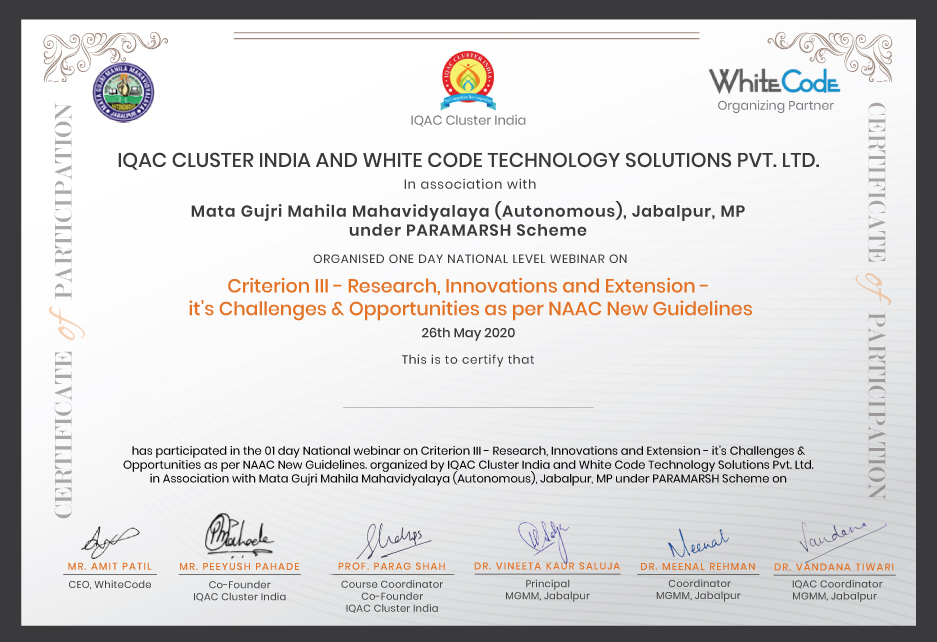 CERTIFICATE of PARTICIPATION
IQAC CLUSTER INDIA
IQAC Cluster India
WhiteCode
Organizing Partner
IQAC CLUSTER INDIA AND WHITE CODE TECHNOLOGY SOLUTIONS PVT. LTD.
In association with
Mata Gujri Mahila Mahavidyalaya (Autonomous), Jabalpur, MP
under PARAMARSH Scheme
ORGANISED ONE DAY NATIONAL LEVEL WEBINAR ON
Criterion III - Research, Innovations and Extension -
it's Challenges & Opportunities as per NAAC New Guidelines
26th May 2020
This is to certify that
has participated in the 01 day National webinar on Criterion III - Research, Innovations and Extension - it's Challenges &
Opportunities as per NAAC New Guidelines. organized by IQAC Cluster India and White Code Technology Solutions Pvt. Ltd.
in Association with Mata Gujri Mahila Mahavidyalaya (Autonomous), Jabalpur, MP under PARAMARSH Scheme on
Meenal
Vandana
MR. AMIT PATIL
CEO, WhiteCode
MR. PEEYUSH PAHADE
Co-Founder
IQAC Cluster India
PROF. PARAG SHAH
Course Coordinator
Co-Founder
IQAC Cluster India
DR. VINEETA KAUR SALUJA
Principal
MGMM, Jabalpur
DR. MEENAL REHMAN
Coordinator
MGMM, Jabalpur
DR. VANDANA TIWARI
IQAC Coordinator
MGMM, Jabalpur
CERTIFICATE of PARTICIPATION